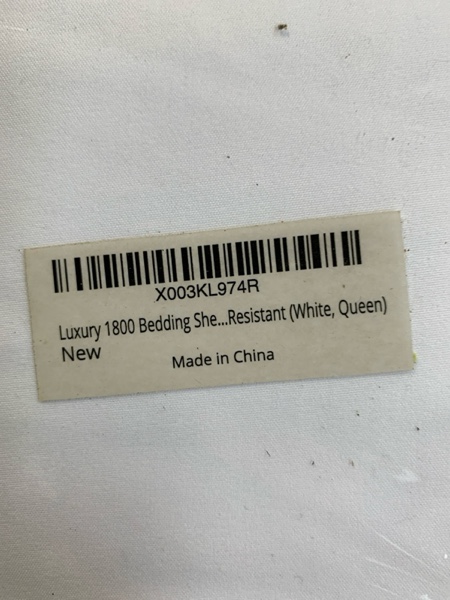 X003KL974R
Luxury 1800 Bedding She...Resistant (White, Queen)
New
Made in China